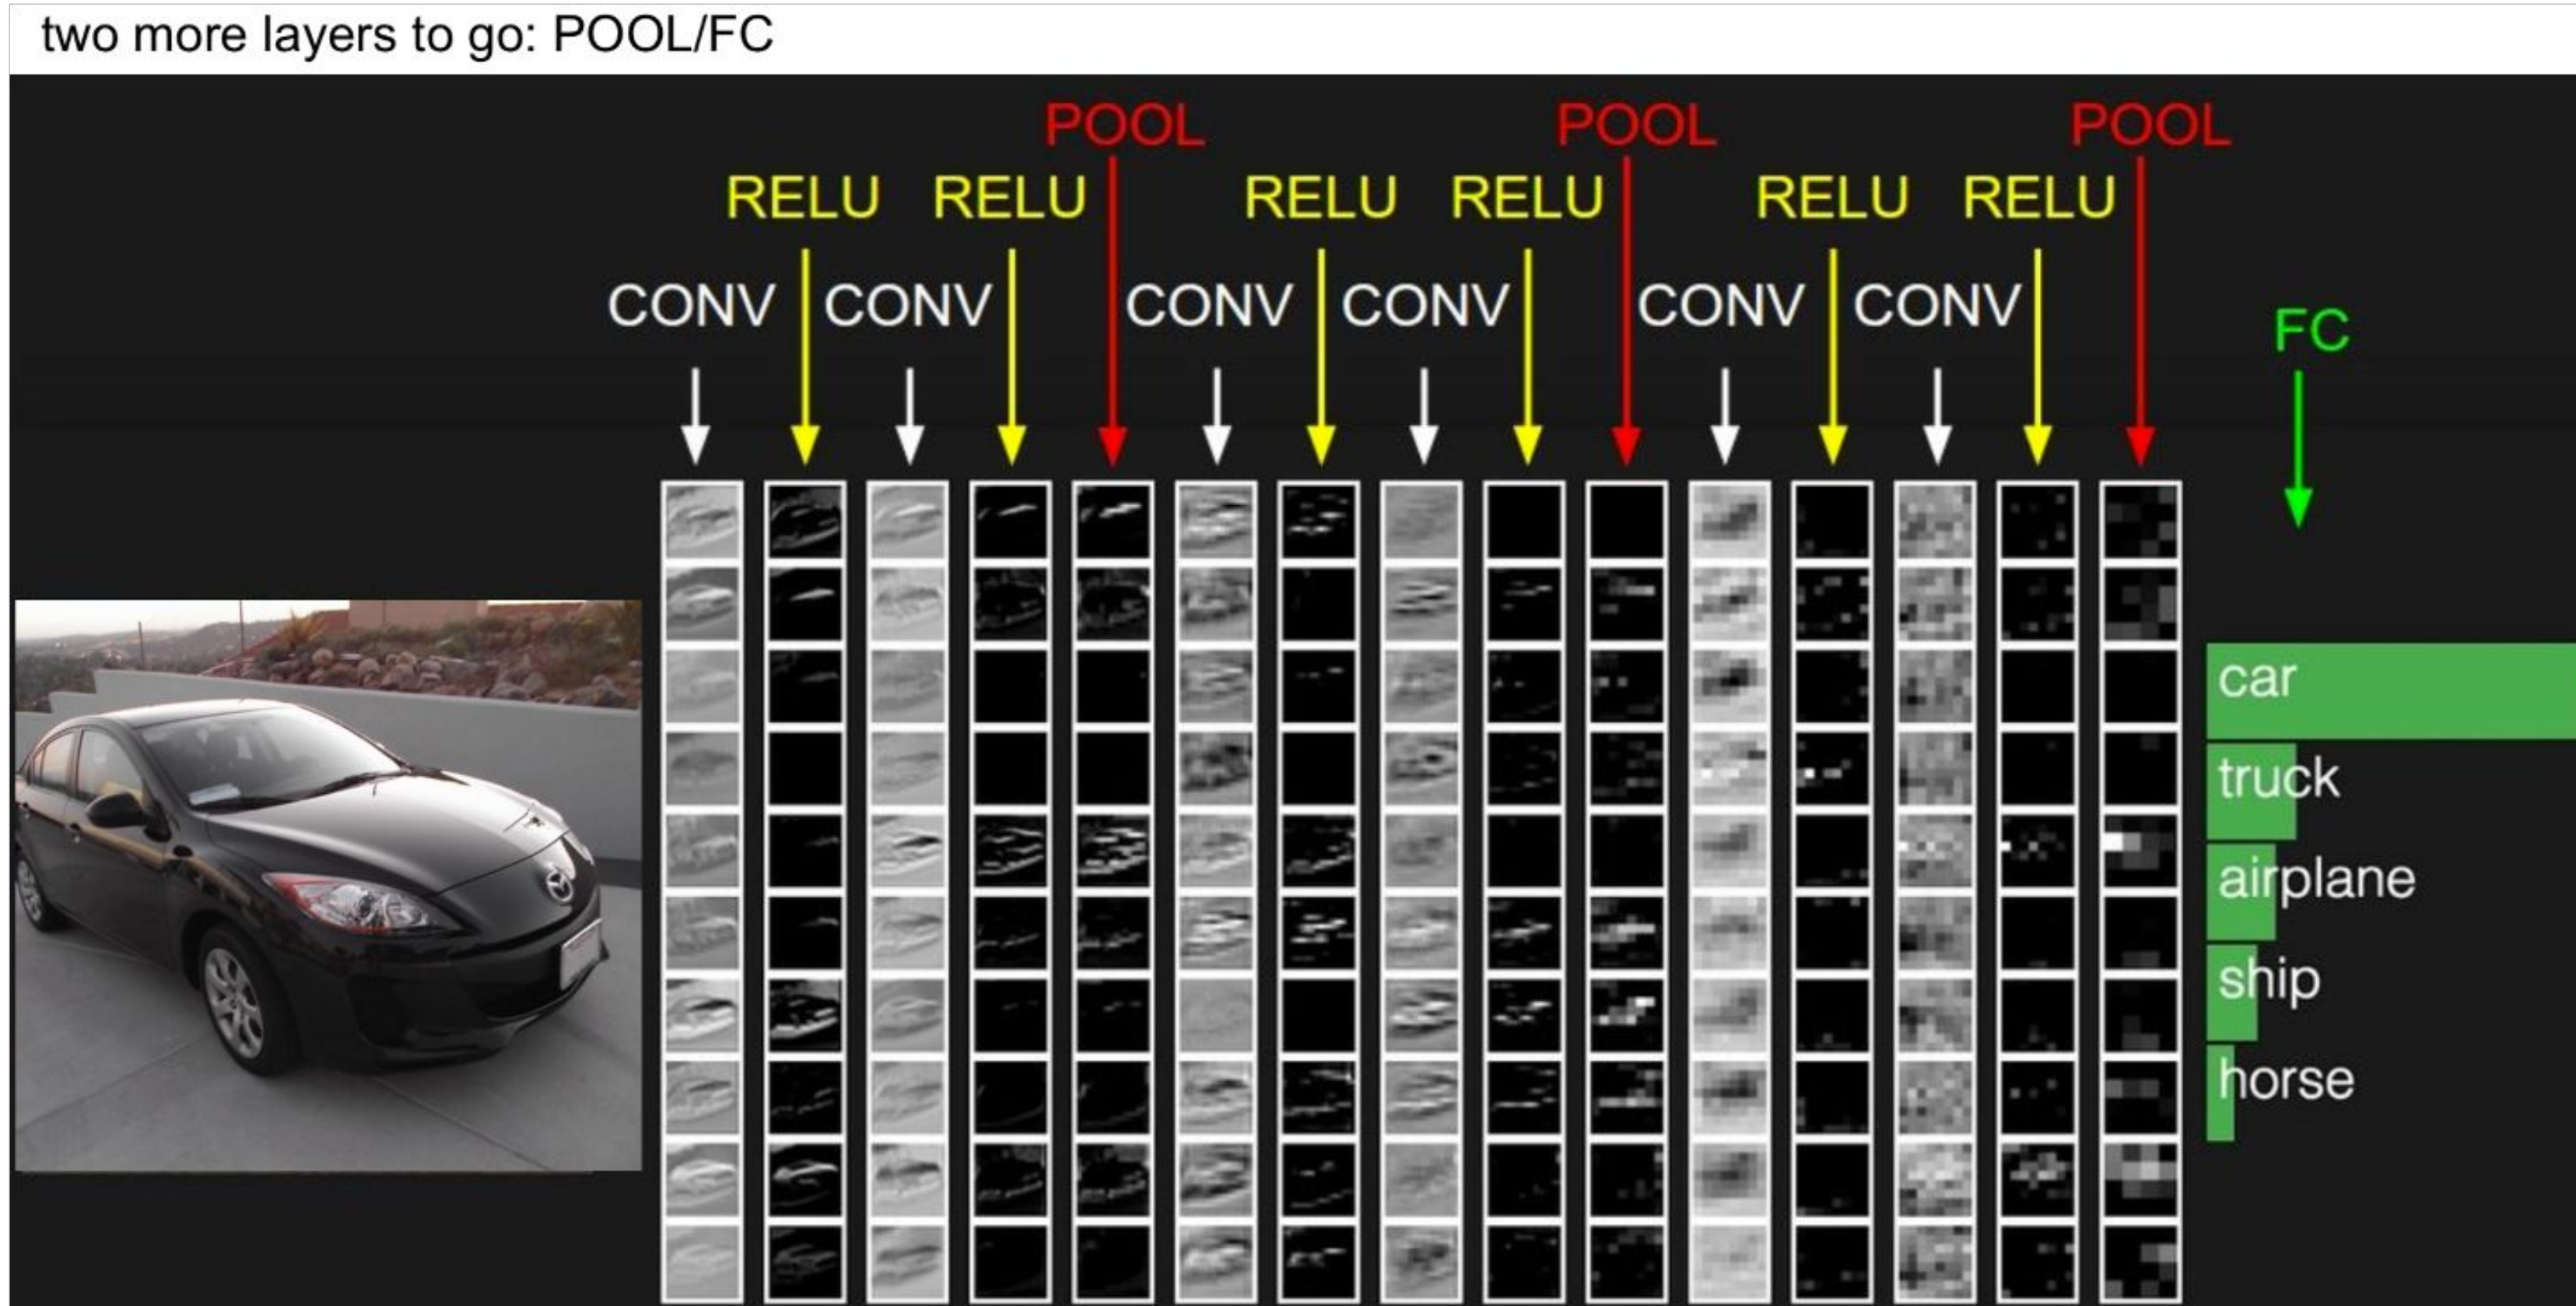 two more layers to go: POOL/FC
POOL POOL POOL
RELU RELU RELU RELU RELU RELU
CONV CONV CONV CONV CONV CONV
FC
car
truck
airplane
ship
horse